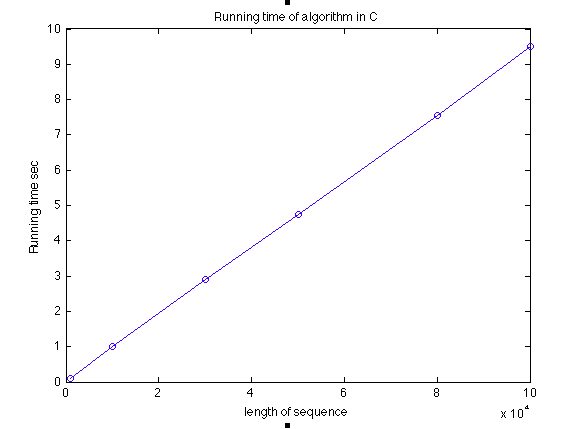 Running time of algorithm in C
10
9
8
7
6
5
4
3
2
1
0
Running time sec
0 2 4 6 8 10
x 10^4
length of sequence